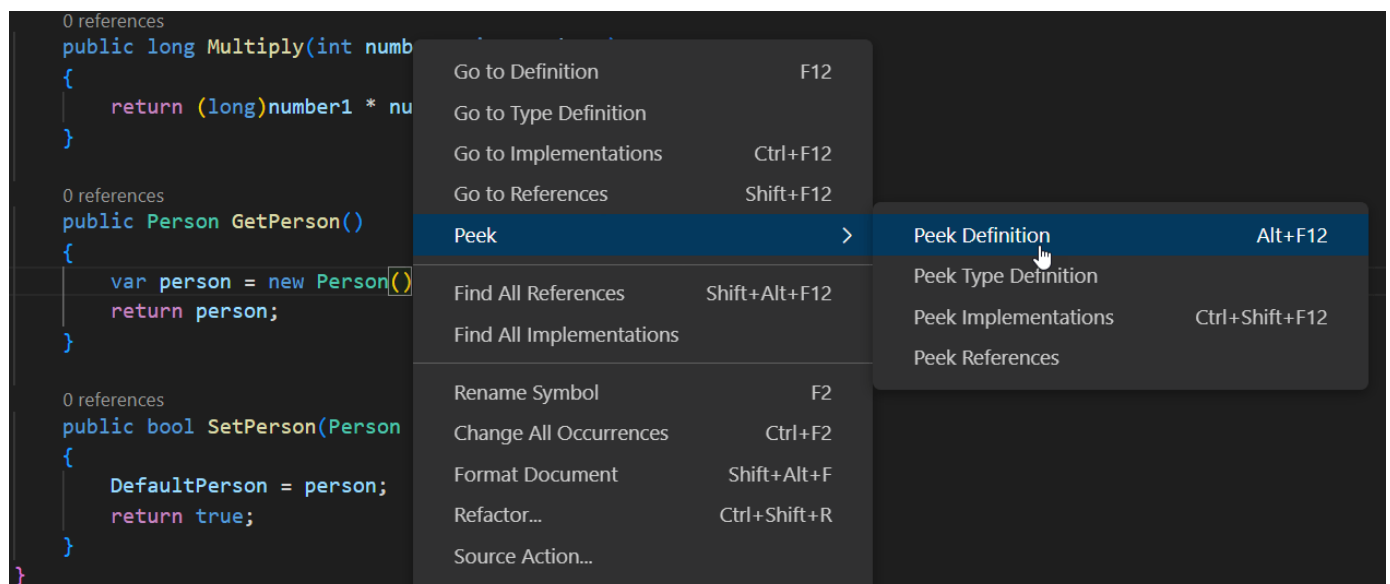 0 references
public long Multiply(int numb
{
return (long)number1 * nu
}
0 references
public Person GetPerson()
{
var person = new Person()
return person;
}
0 references
public bool SetPerson(Person
{
DefaultPerson = person;
return true;
}
}
Go to Definition F12
Go to Type Definition
Go to Implementations Ctrl+F12
Go to References Shift+F12
Peek >
Find All References Shift+Alt+F12
Find All Implementations
Rename Symbol F2
Change All Occurrences Ctrl+F2
Format Document Shift+Alt+F
Refactor... Ctrl+Shift+R
Source Action...
Peek Definition Alt+F12
Peek Type Definition
Peek Implementations Ctrl+Shift+F12
Peek References